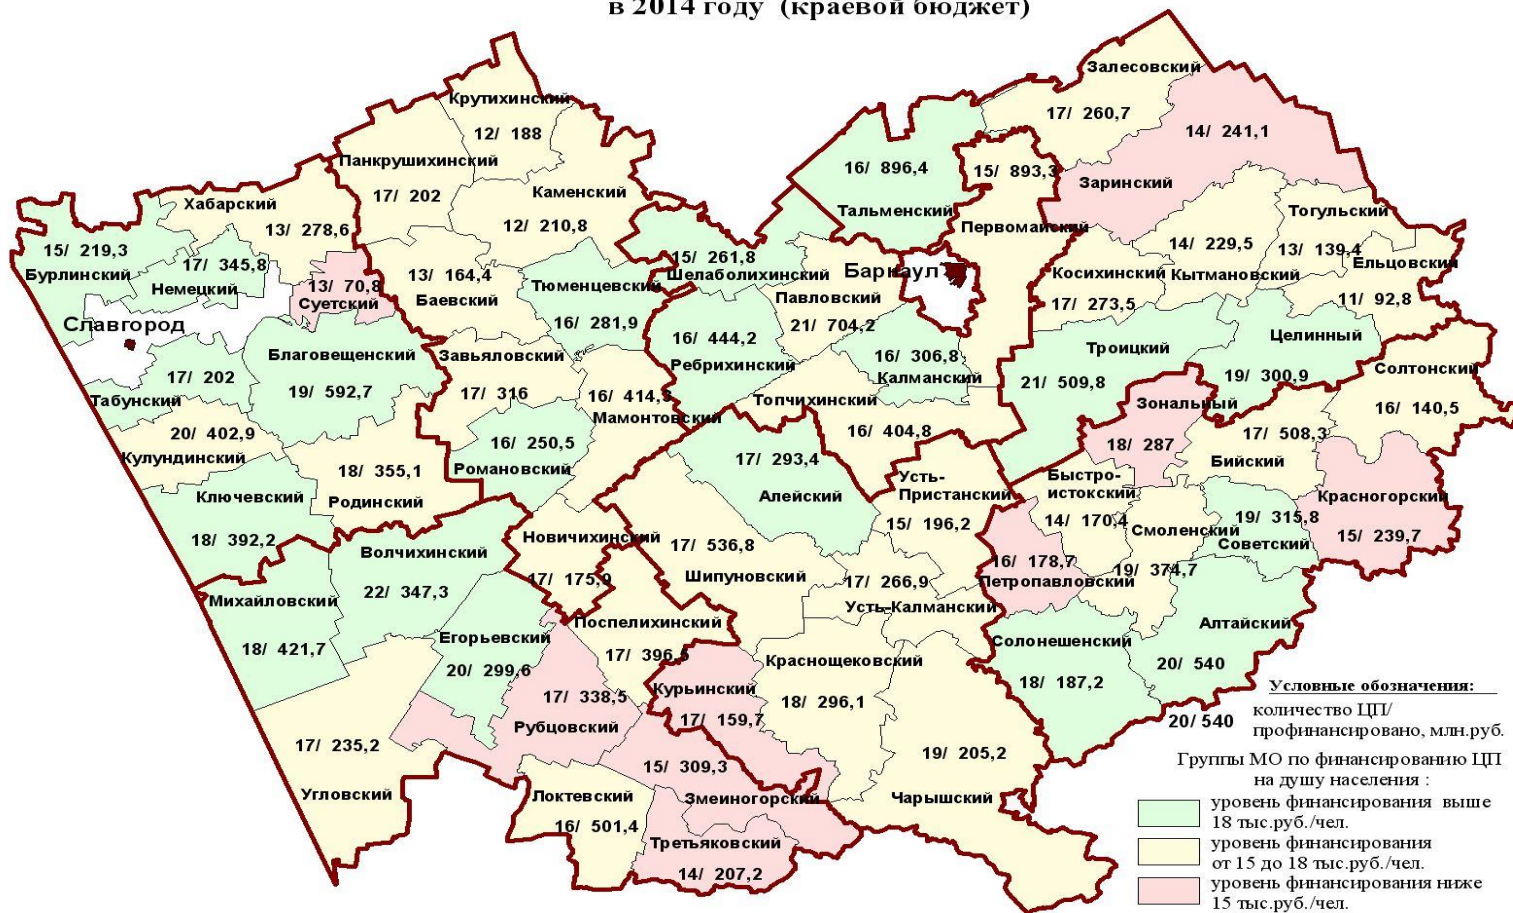 в 2014 году (краевой бюджет)
Залесовский
17/ 260,7
Крутихинский
12/ 188
14/ 241,1
Заринский
Панкрушихинский
17/ 202
Каменский
12/ 210,8
16/ 896,4
Тальменский
15/ 893,3
Первомайский
Хабарский
13/ 278,6
Тогульский
13/ 139,4
14/ 229,5
Кытмановский
Ельцовский
11/ 92,8
15/ 219,3
Бурлинский
17/ 345,8
Немецкий
13/ 70,8
Суетский
13/ 164,4
Баевский
Тюменцевский
16/ 281,9
15/ 261,8
Шелаболихинский
Барнаул
Павловский
21/ 704,2
Косихинский
17/ 273,5
Славгород
Благовещенский
19/ 592,7
Завьяловский
17/ 316
16/ 444,2
Ребрихинский
16/ 306,8
Калманский
Троицкий
21/ 509,8
Целинный
19/ 300,9
Солтонский
16/ 140,5
17/ 202
Табунский
16/ 414,3
Мамонтовский
Топчихинский
16/ 404,8
Зональный
18/ 287
17/ 508,3
Бийский
20/ 402,9
Кулундинский
18/ 355,1
Родинский
16/ 250,5
Романовский
17/ 293,4
Алейский
Усть-
Пристанский
15/ 196,2
Быстро-
истокский
14/ 170,4
Красногорский
15/ 239,7
Ключевский
18/ 392,2
Смоленский
19/ 374,7
19/ 315,8
Советский
Волчихинский
22/ 347,3
Новичихинский
17/ 175,9
17/ 536,8
Шипуновский
17/ 266,9
Усть-Калманский
16/ 178,7
Петропавловский
Михайловский
18/ 421,7
Егорьевский
20/ 299,6
Поспелихинский
17/ 396,5
Солонешенский
18/ 187,2
Алтайский
20/ 540
17/ 338,5
Рубцовский
Курьинский
17/ 159,7
Краснощековский
18/ 296,1
19/ 205,2
Чарышский
17/ 235,2
Угловский
15/ 309,3
Змеиногорский
Локтевский
16/ 501,4
Третьяковский
14/ 207,2
Условные обозначения:
20/ 540
количество ЦП/
профинансировано, млн.руб.
Группы МО по финансированию ЦП
на душу населения :
уровень финансирования выше
18 тыс.руб./чел.
уровень финансирования
от 15 до 18 тыс.руб./чел.
уровень финансирования ниже
15 тыс.руб./чел.